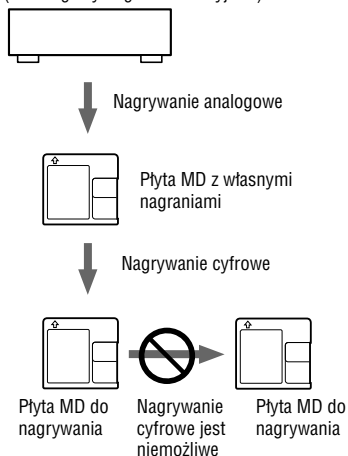 Nagrywanie analogowe
Płyta MD z własnymi
nagraniami
Nagrywanie cyfrowe
Płyta MD do
nagrywania
Nagrywanie
cyfrowe jest
niemożliwe
Płyta MD do
nagrywania